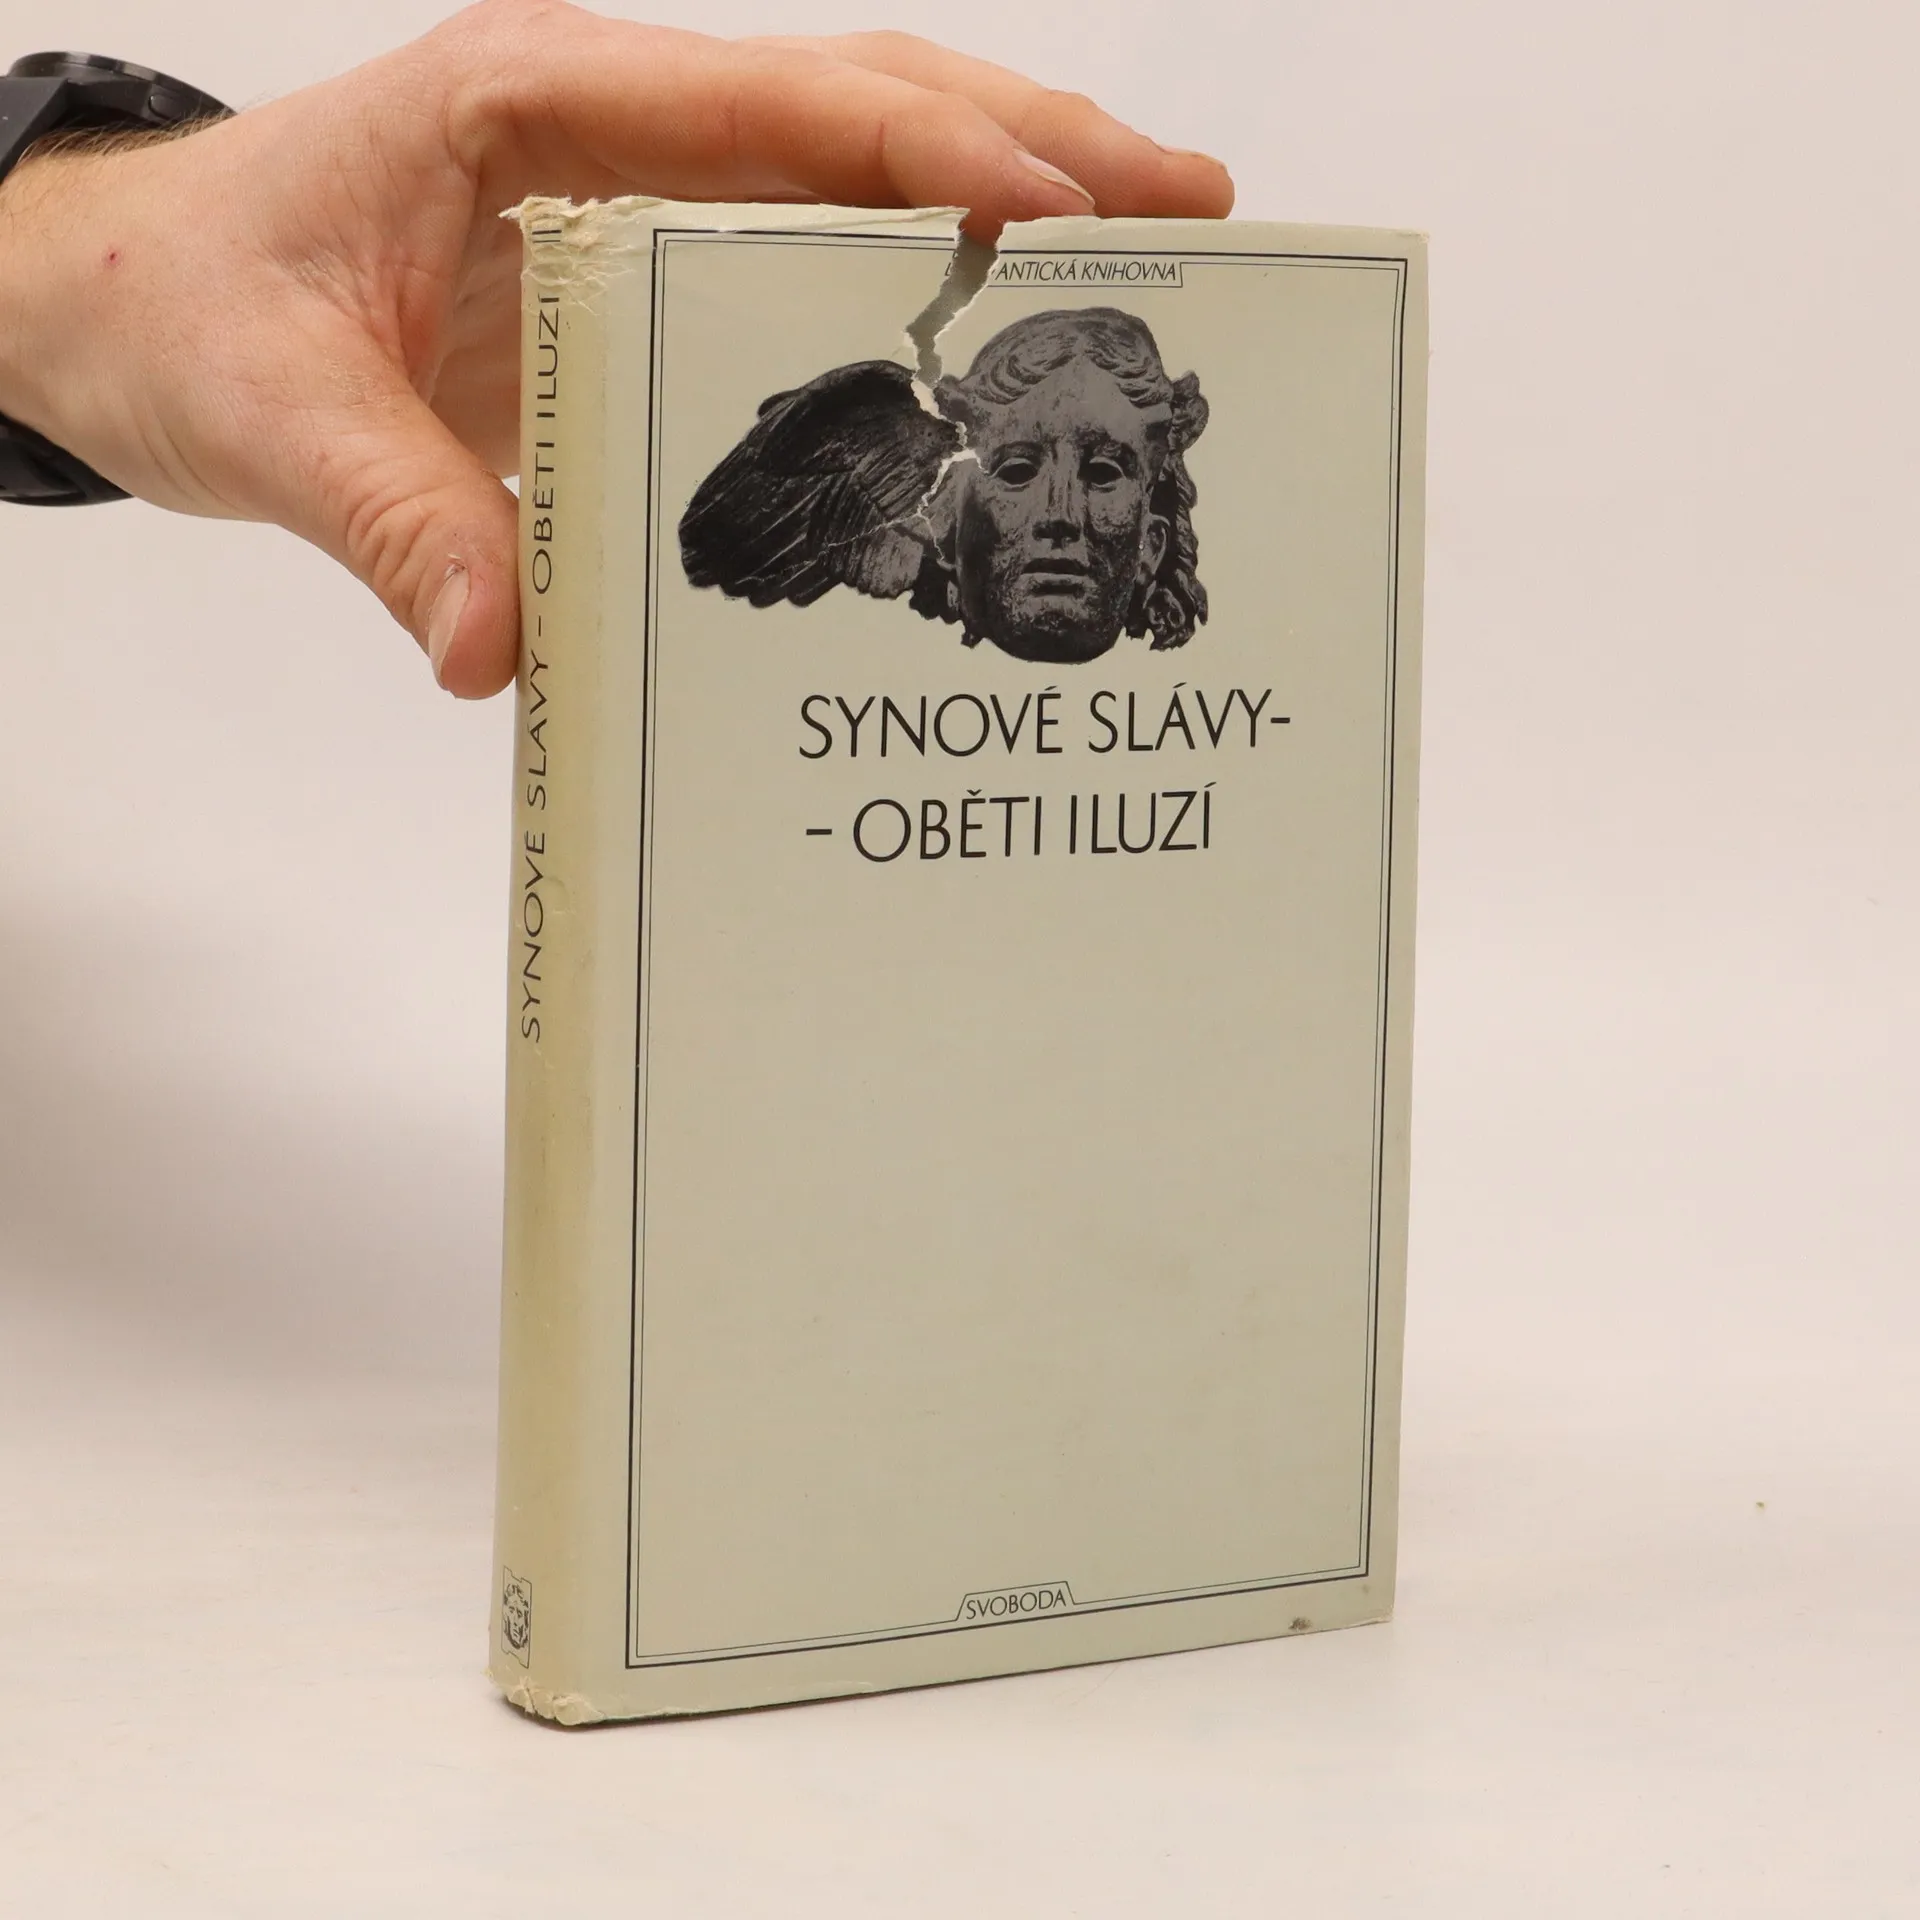 SYNOVÉ SLÁVY – OBĚTI ILUZÍ
ANTICKÁ KNIHOVNA
SYNOVÉ SLÁVY–
– OBĚTI ILUZÍ
SVOBODA